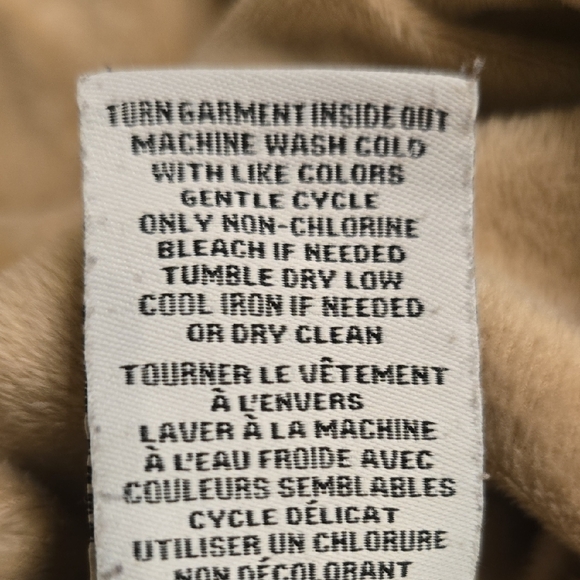 TURN GARMENT INSIDE OUT
MACHINE WASH COLD
WITH LIKE COLORS
GENTLE CYCLE
ONLY NON-CHLORINE
BLEACH IF NEEDED
TUMBLE DRY LOW
COOL IRON IF NEEDED
OR DRY CLEAN
TOURNER LE VÊTEMENT
À L'ENVERS
LAVER À LA MACHINE
À L'EAU FROIDE AVEC
COULEURS SEMBLABLES
CYCLE DÉLICAT
UTILISER UN CHLORURE
NON DÉCOLORANT